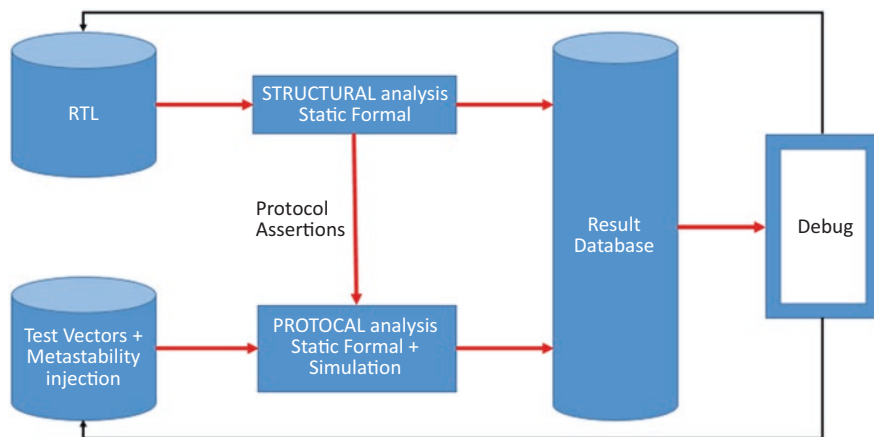 RTL
STRUCTURAL analysis
Static Formal
Protocol
Assertions
Result
Database
Debug
Test Vectors +
Metastability
injection
PROTOCAL analysis
Static Formal +
Simulation